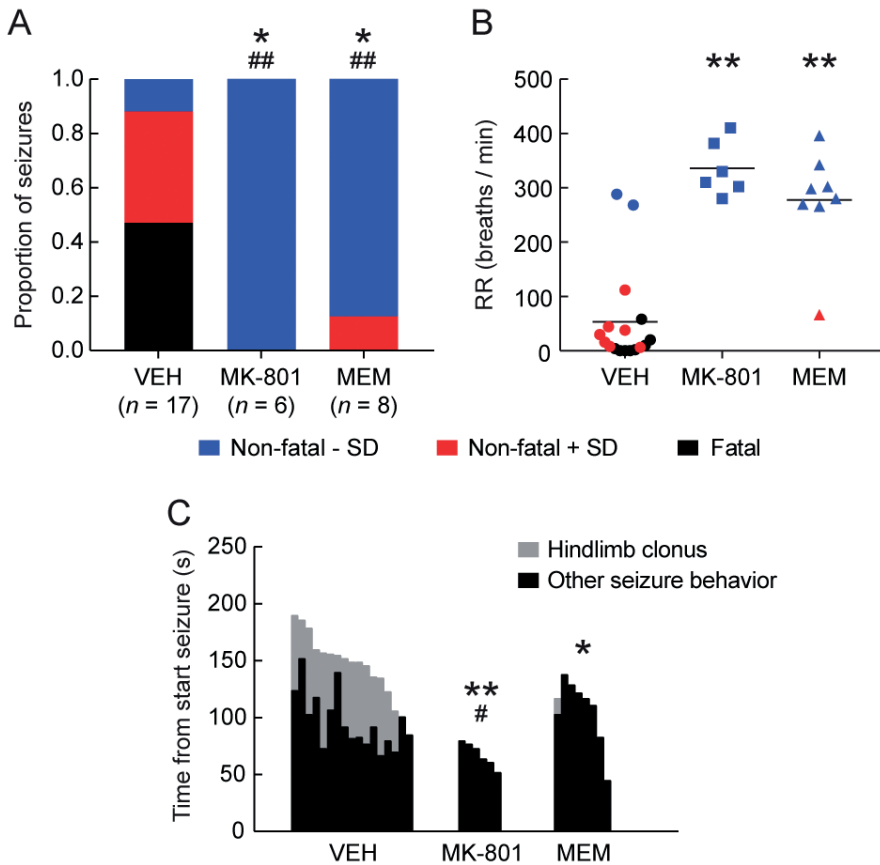 A
B
* *
## ##
** **
Proportion of seizures
1.0
0.8
0.6
0.4
0.2
0.0
VEH MK-801 MEM
(n = 17) (n = 6) (n = 8)
RR (breaths / min)
500
400
300
200
100
0
VEH MK-801 MEM
Non-fatal - SD Non-fatal + SD Fatal
C
Time from start seizure (s)
250
200
150
100
50
0
Hindlimb clonus
Other seizure behavior
** *
#
VEH MK-801 MEM